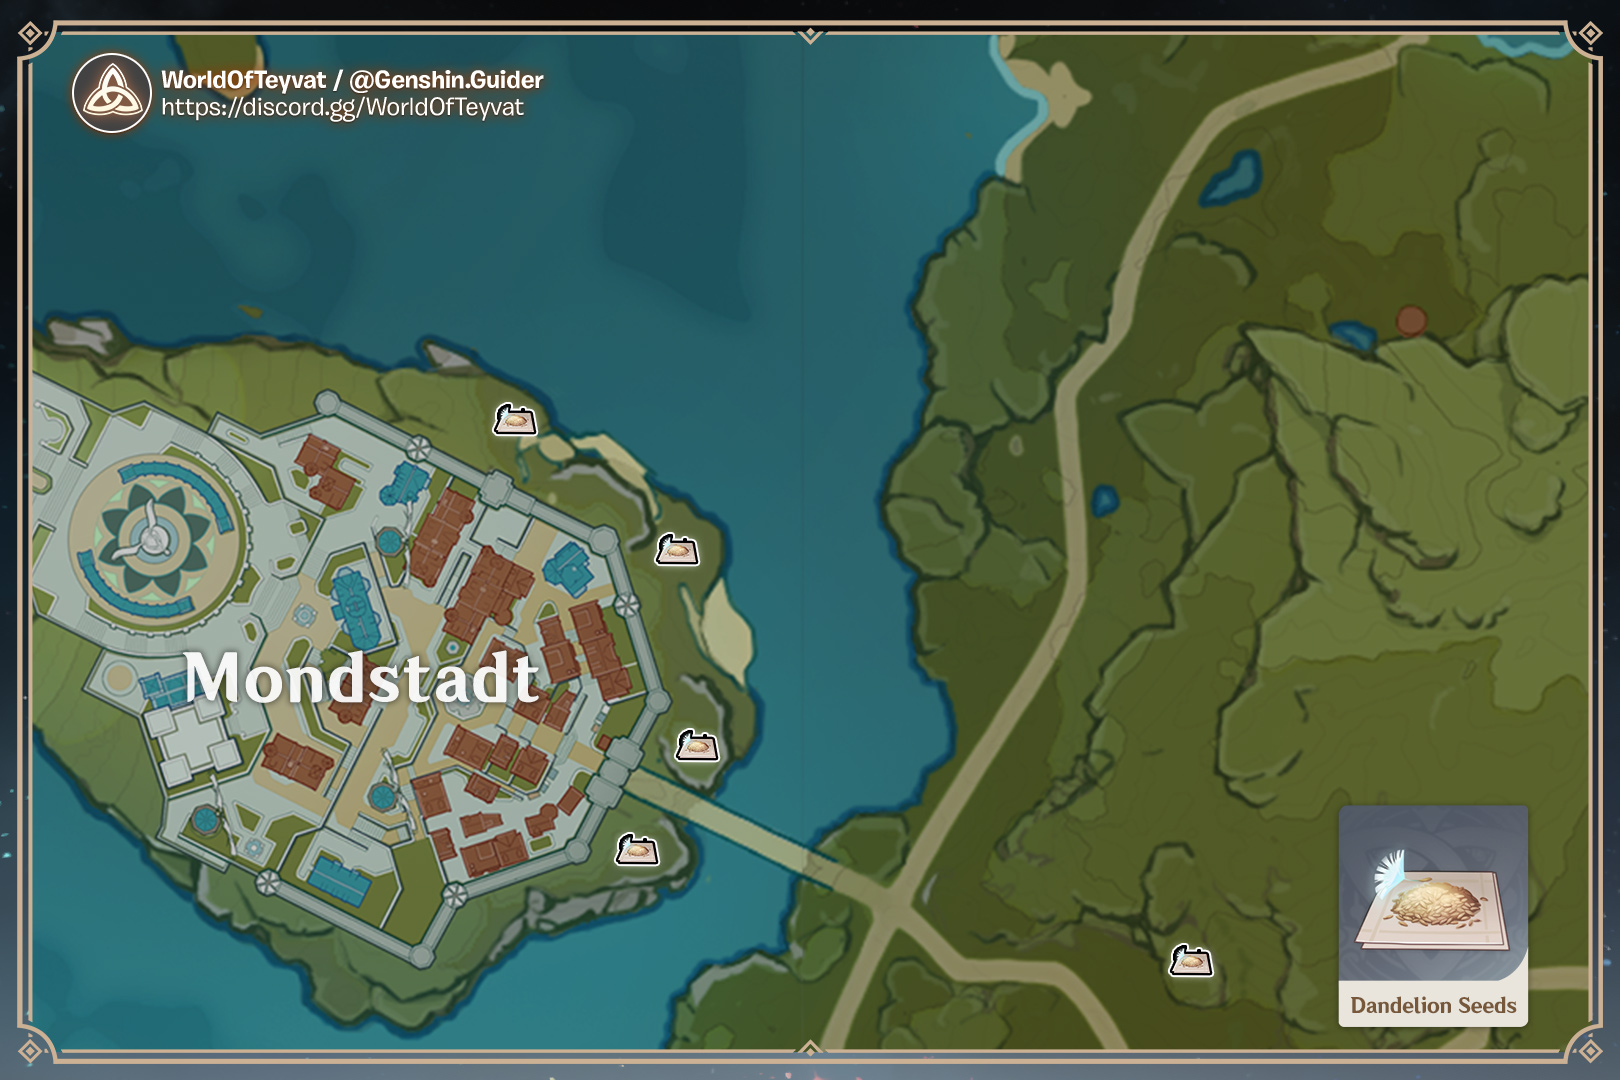 WorldOfTeyvat / @Genshin.Guider
https://discord.gg/WorldOfTeyvat
Mondstadt
Dandelion Seeds